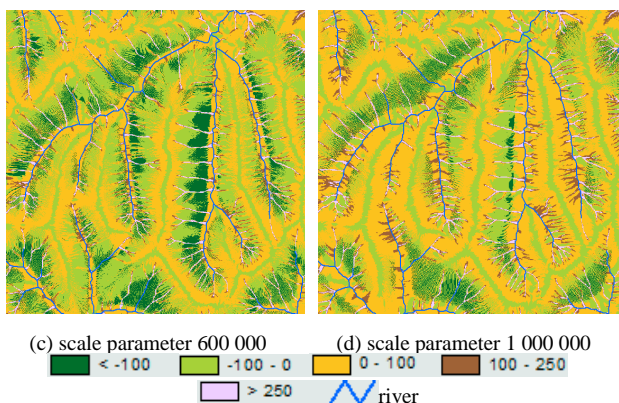 (c) scale parameter 600 000 (d) scale parameter 1 000 000
< -100 -100 - 0 0 - 100 100 - 250
> 250 river